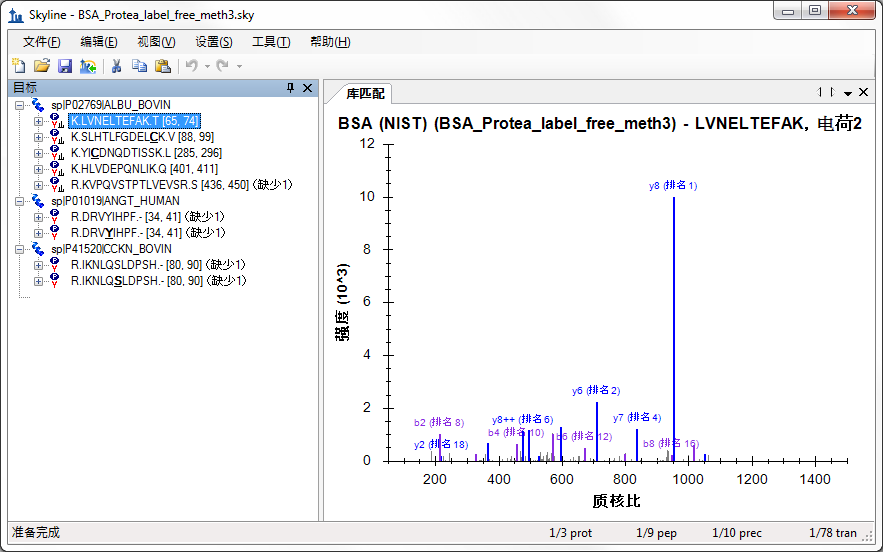 Skyline - BSA_Protea_label_free_meth3.sky
文件(F) 编辑(E) 视图(V) 设置(S) 工具(T) 帮助(H)
目标
sp|P02769|ALBU_BOVIN
K.LVNELTEFAK.T [65, 74]
K.SLHTLFGDELCK.V [88, 99]
K.YICDNQDTISSK.L [285, 296]
K.HLVDEPQNLIK.Q [401, 411]
R.KVPQVSTPTLVEVSR.S [436, 450] (缺少1)
sp|P01019|ANGT_HUMAN
R.DRVYIHPF.- [34, 41] (缺少1)
R.DRVYIHPF.- [34, 41] (缺少1)
sp|P41520|CCKN_BOVIN
R.IKNLQSLDPSH.- [80, 90] (缺少1)
R.IKNLQSLDPSH.- [80, 90] (缺少1)
库匹配
BSA (NIST) (BSA_Protea_label_free_meth3) - LVNELTEFAK, 电荷2
12
10
8
6
4
2
0
强度 (10^3)
y8 (排名 1)
y6 (排名 2)
b2 (排名 8)
y8++ (排名 6)
y7 (排名 4)
b4 (排名 10)
b6 (排名 12)
y2 (排名 18)
b8 (排名 16)
200 400 600 800 1000 1200 1400
质核比
准备完成
1/3 prot 1/9 pep 1/10 prec 1/78 tran